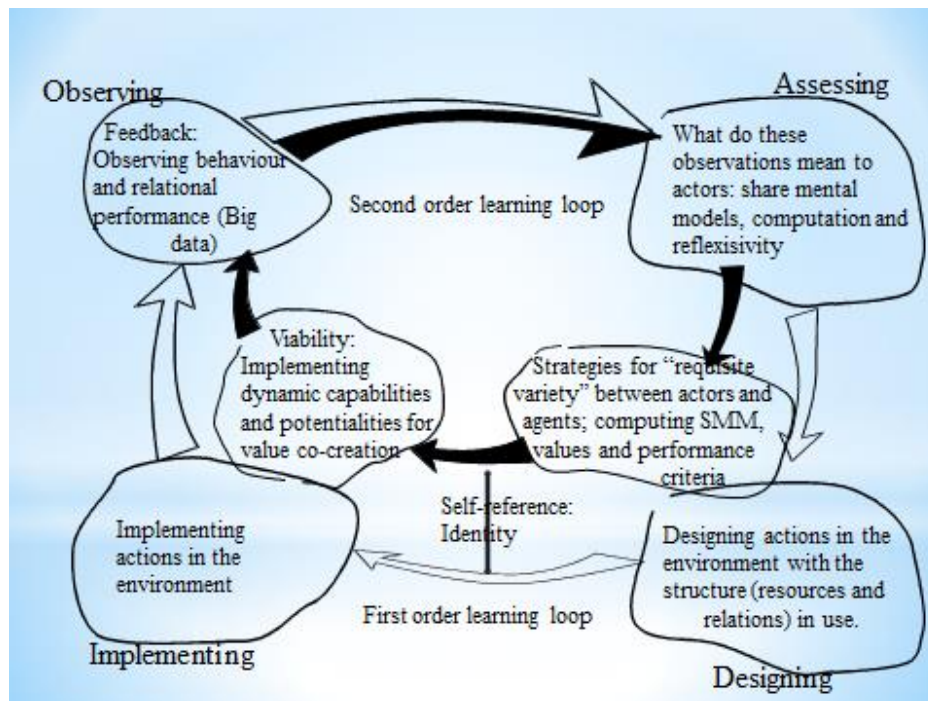 Observing
Feedback:
Observing behaviour
and relational
performance (Big
data)
Assessing
What do these
observations mean to
actors: share mental
models, computation and
reflexisivity
Second order learning loop
Viability:
Implementing
dynamic capabilities
and potentialities for
value co-creation
Strategies for “requisite
variety” between actors and
agents; computing SMM,
values and performance
criteria
Self-reference:
Identity
Implementing
actions in the
environment
Implementing
First order learning loop
Designing actions in the
environment with the
structure (resources and
relations) in use.
Designing